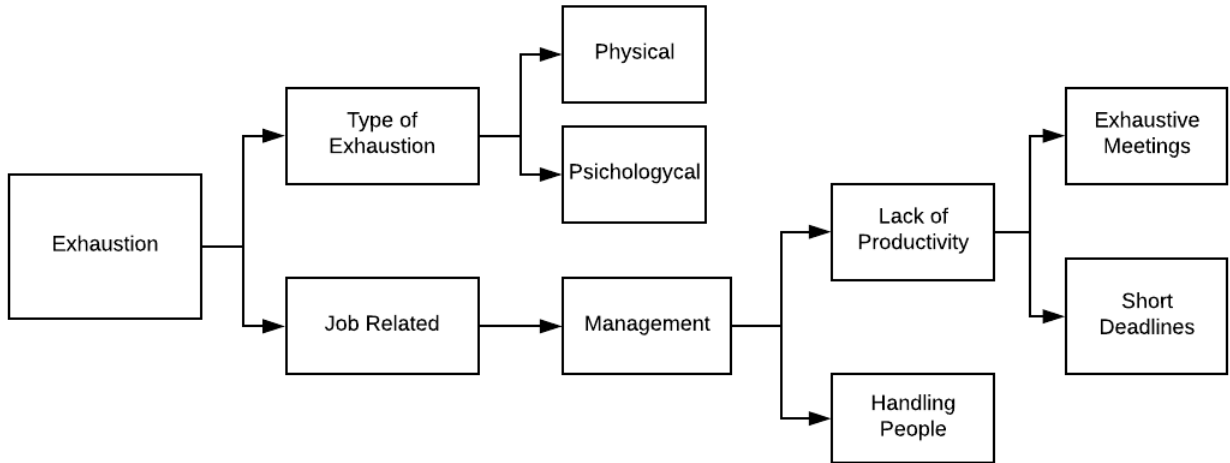 Physical
Type of
Exhaustion
Psichologycal
Exhaustion
Job Related
Management
Lack of
Productivity
Handling
People
Exhaustive
Meetings
Short
Deadlines